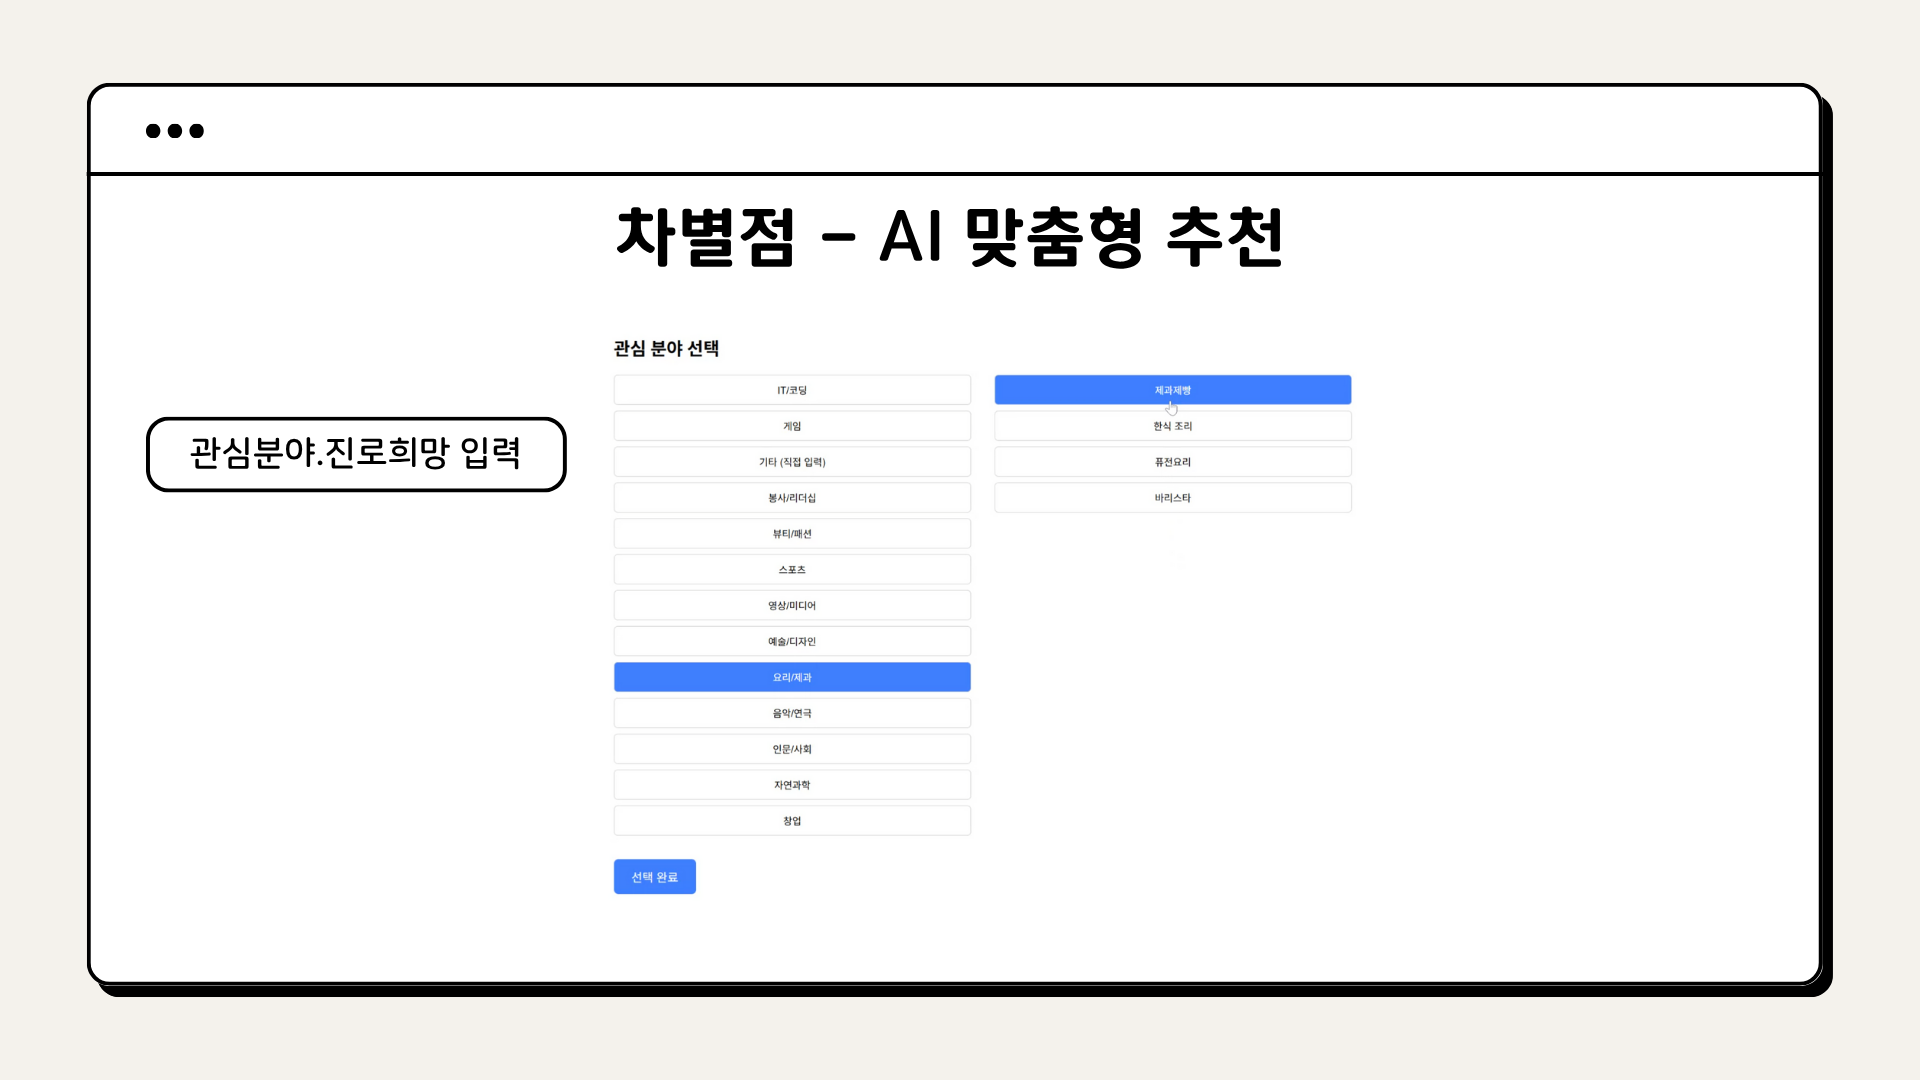 차별점 - AI 맞춤형 추천
관심분야.진로희망 입력
관심 분야 선택
IT/코딩
게임
기타 (직접 입력)
봉사/리더십
뷰티/패션
스포츠
영상/미디어
예술/디자인
요리/제과
음악/연극
인문/사회
자연과학
창업
제과제빵
한식 조리
퓨전요리
바리스타
선택 완료